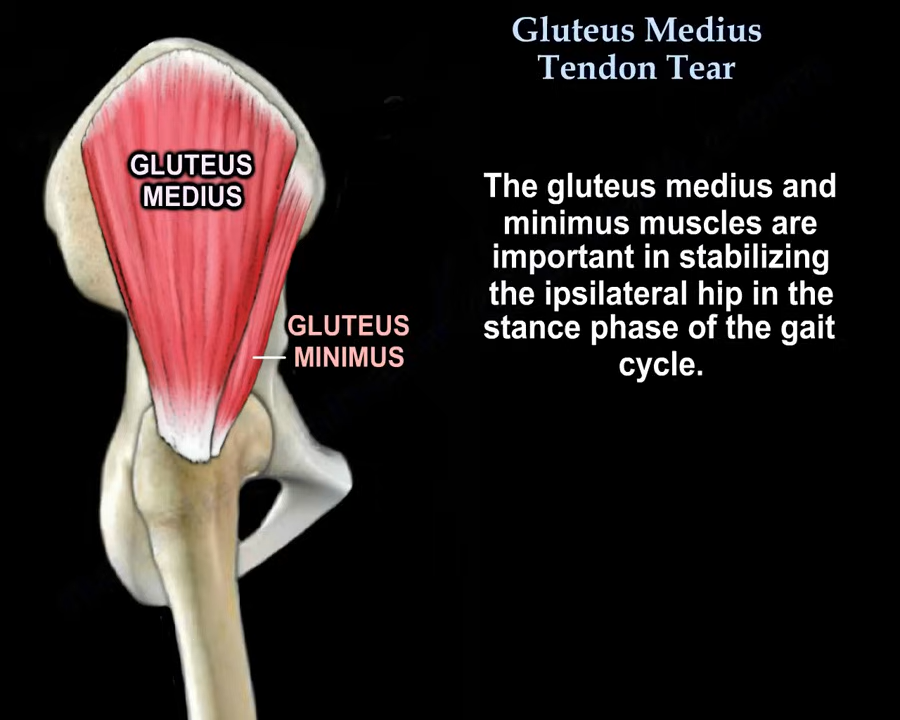 Gluteus Medius
Tendon Tear
GLUTEUS
MEDIUS
The gluteus medius and
minimus muscles are
important in stabilizing
the ipsilateral hip in the
stance phase of the gait
cycle.
GLUTEUS
MINIMUS